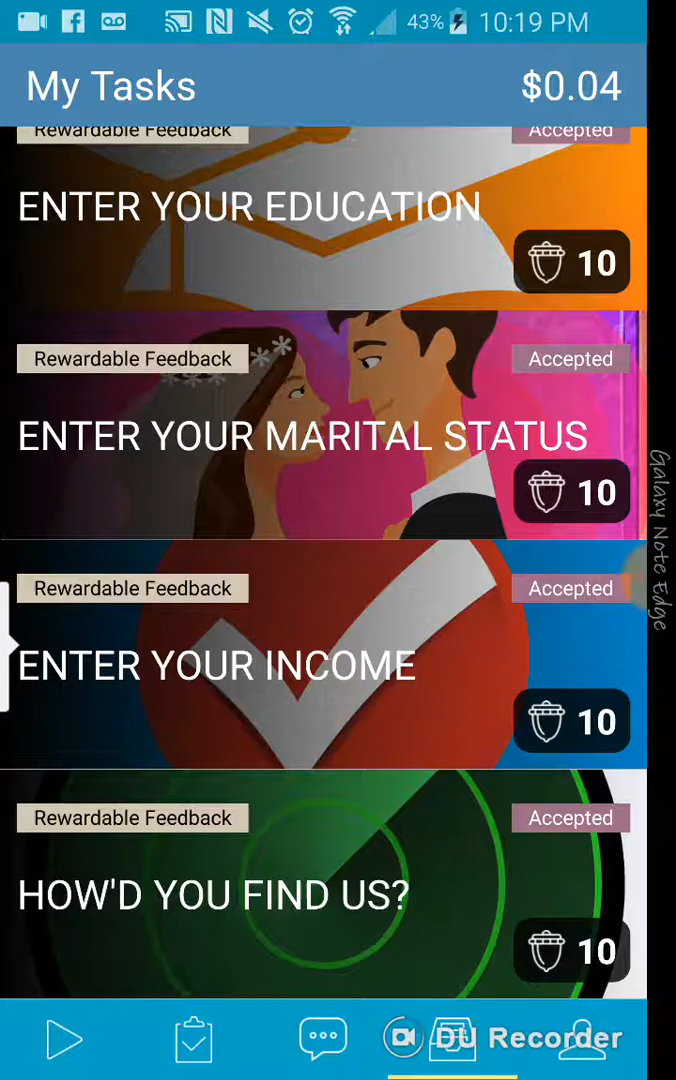 43% 10:19 PM
My Tasks $0.04
Rewardable Feedback Accepted
ENTER YOUR EDUCATION
10
Rewardable Feedback Accepted
ENTER YOUR MARITAL STATUS
10
Rewardable Feedback Accepted
ENTER YOUR INCOME
10
Rewardable Feedback Accepted
HOW'D YOU FIND US?
10
DU Recorder
Galaxy Note Edge